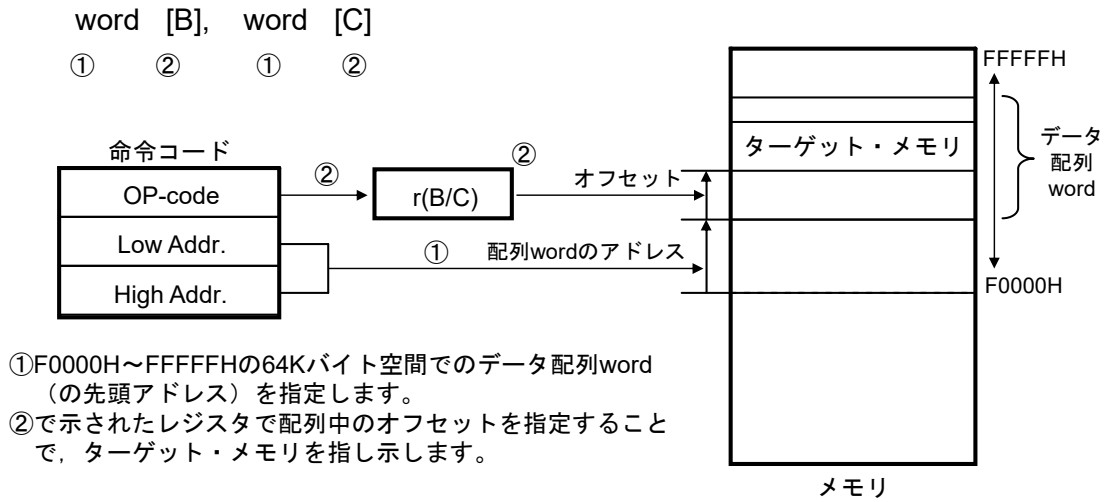 word [B], word [C]
① ② ① ②
FFFFFH
データ
配列
word
ターゲット・メモリ
命令コード
OP-code
②
r(B/C)
②
オフセット
Low Addr.
①
配列wordのアドレス
High Addr.
F0000H
①F0000H～FFFFFHの64Kバイト空間でのデータ配列word
（の先頭アドレス）を指定します。
②で示されたレジスタで配列中のオフセットを指定すること
で，ターゲット・メモリを指し示します。
メモリ